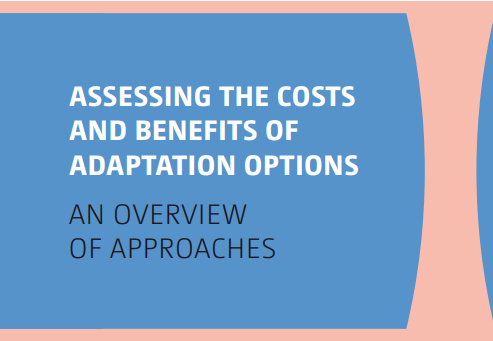 ASSESSING THE COSTS
AND BENEFITS OF
ADAPTATION OPTIONS
AN OVERVIEW
OF APPROACHES